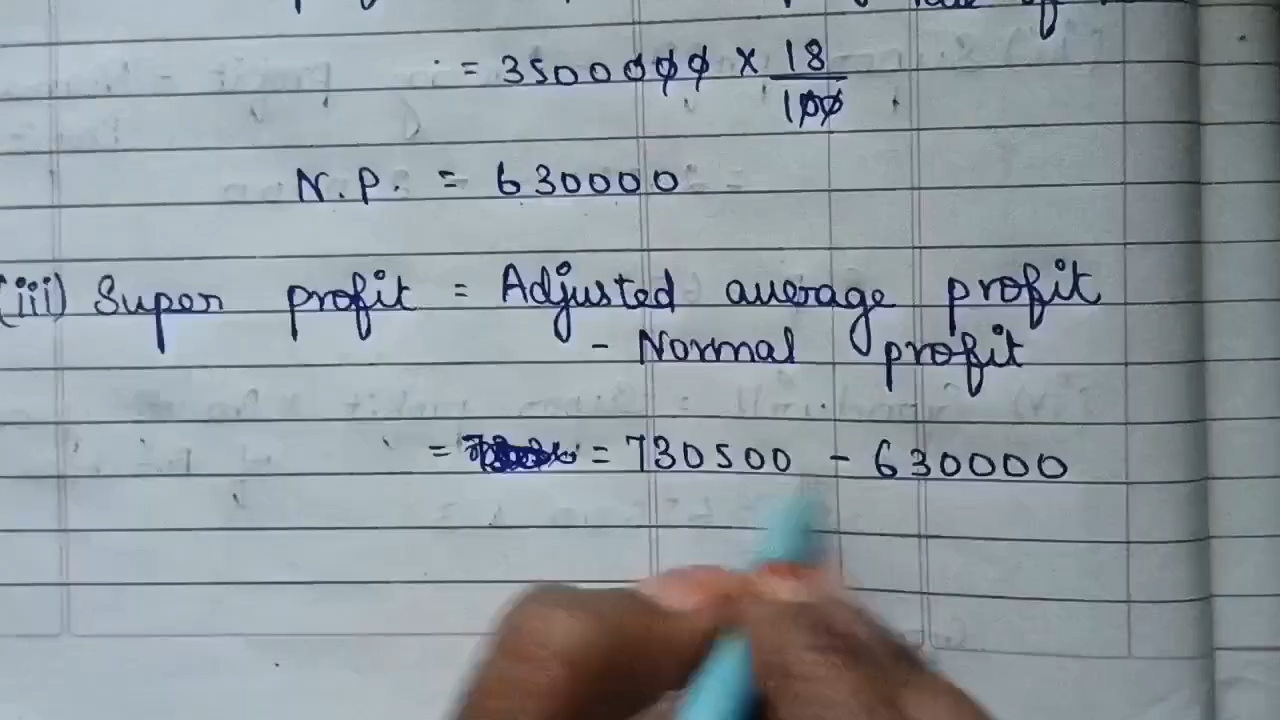 = 3500000 × 18/100
N.P. = 630000
(iii) Super profit = Adjusted average profit
- Normal profit
= = 730500 - 630000